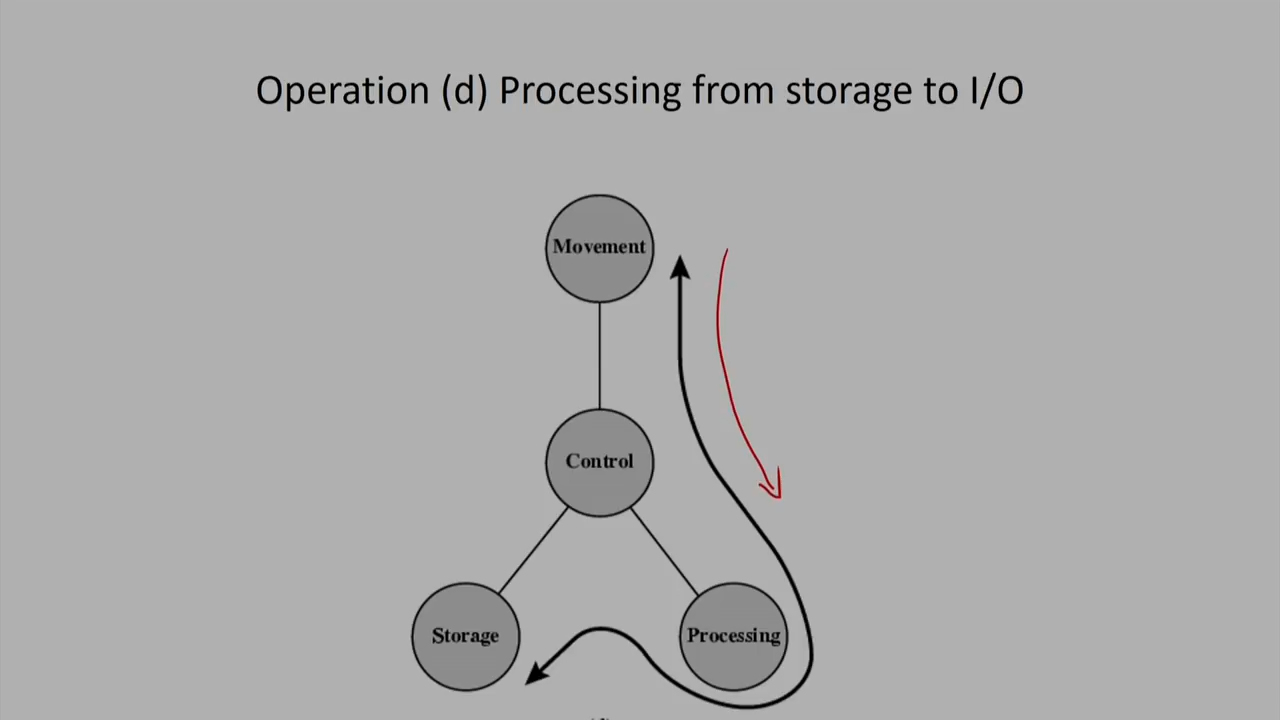 Operation (d) Processing from storage to I/O
Movement
Control
Storage
Processing